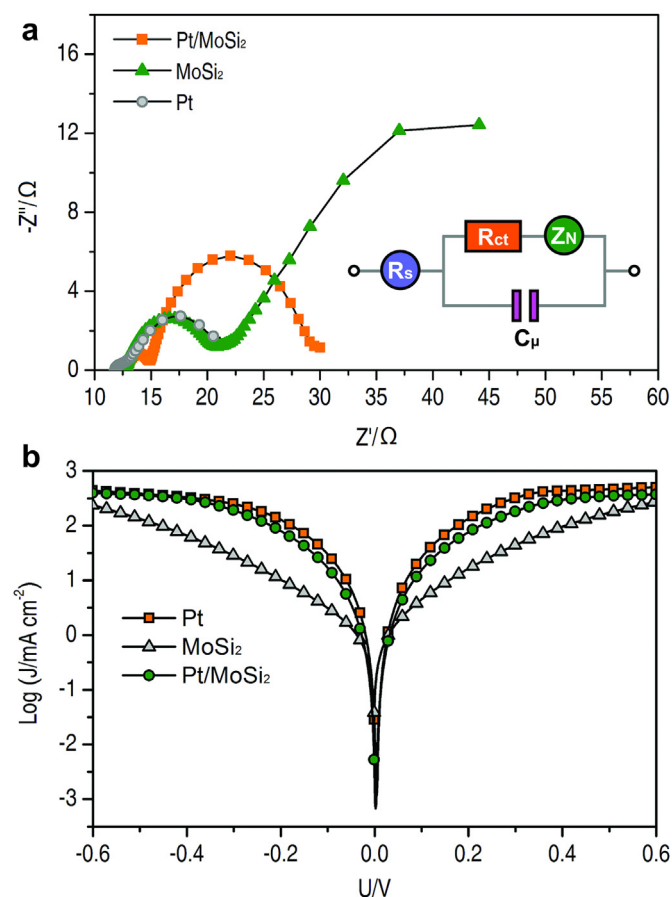 a
Pt/MoSi₂
MoSi₂
Pt
-Z''/Ω
16
12
8
4
0
10 15 20 25 30 35 40 45 50 55 60
Z'/Ω
Rs
Rct
ZN
Cμ
b
Log (J/mA cm⁻²)
3
2
1
0
-1
-2
-3
Pt
MoSi₂
Pt/MoSi₂
-0.6 -0.4 -0.2 0.0 0.2 0.4 0.6
U/V